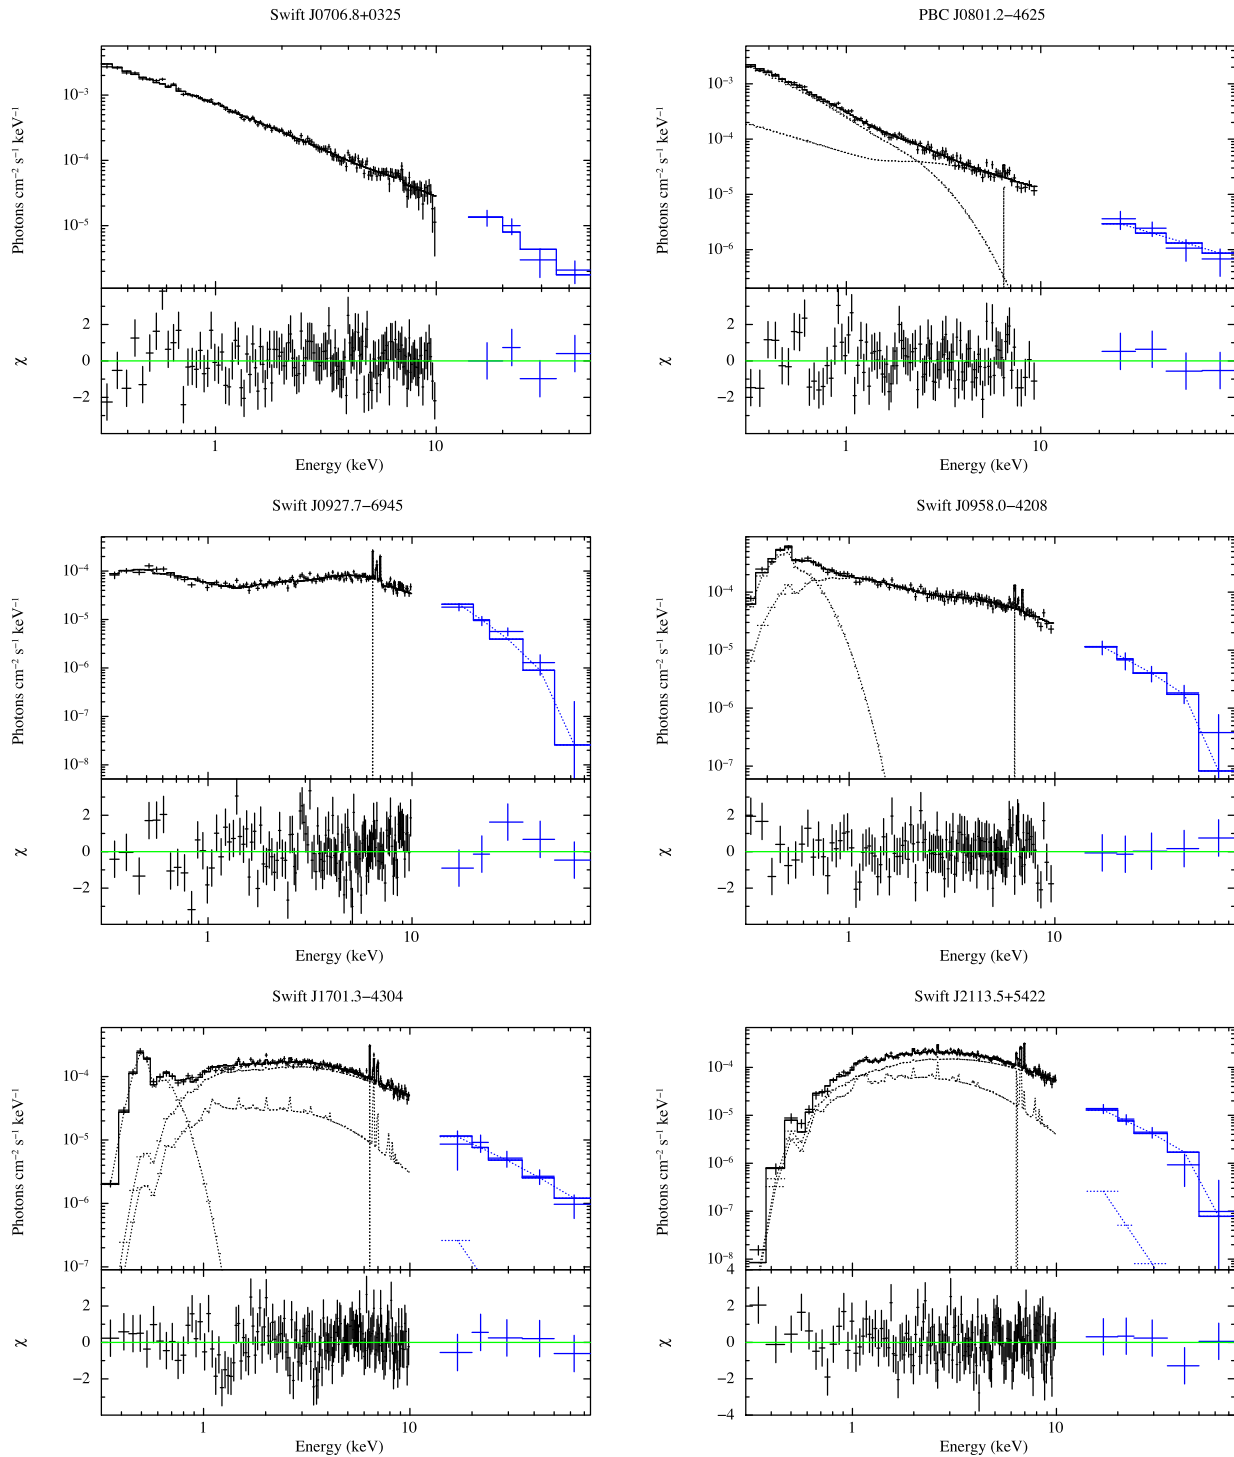 Swift J0706.8+0325
Photons cm⁻² s⁻¹ keV⁻¹
10⁻³
10⁻⁴
10⁻⁵
χ
2
0
−2
1
10
Energy (keV)
PBC J0801.2−4625
Photons cm⁻² s⁻¹ keV⁻¹
10⁻³
10⁻⁴
10⁻⁵
10⁻⁶
χ
2
0
−2
1
10
Energy (keV)
Swift J0927.7−6945
Photons cm⁻² s⁻¹ keV⁻¹
10⁻⁴
10⁻⁵
10⁻⁶
10⁻⁷
10⁻⁸
χ
2
0
−2
1
10
Energy (keV)
Swift J0958.0−4208
Photons cm⁻² s⁻¹ keV⁻¹
10⁻⁴
10⁻⁵
10⁻⁶
10⁻⁷
χ
2
0
−2
1
10
Energy (keV)
Swift J1701.3−4304
Photons cm⁻² s⁻¹ keV⁻¹
10⁻⁴
10⁻⁵
10⁻⁶
10⁻⁷
χ
2
0
−2
1
10
Energy (keV)
Swift J2113.5+5422
Photons cm⁻² s⁻¹ keV⁻¹
10⁻⁴
10⁻⁵
10⁻⁶
10⁻⁷
10⁻⁸
χ
4
2
0
−2
−4
1
10
Energy (keV)